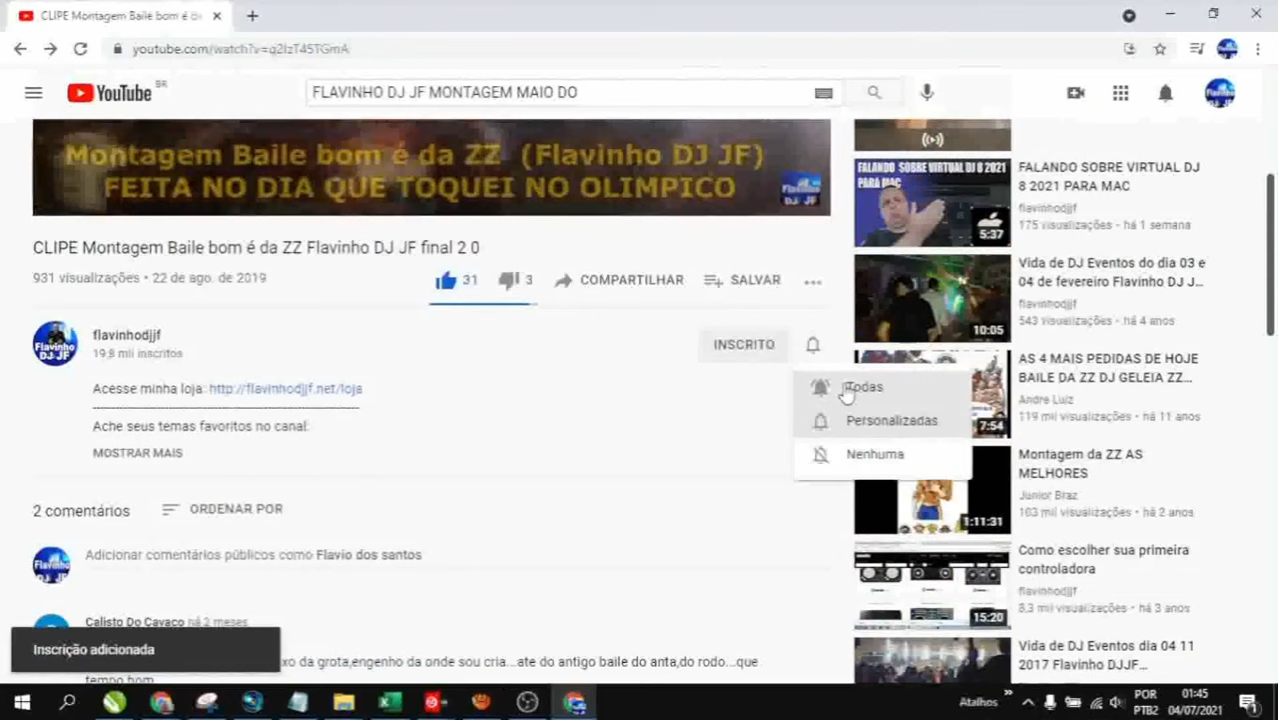 CLIPE Montagem Baile bom é da
youtube.com/watch?v=q2lzT45TGmA
YouTube BR
FLAVINHO DJ JF MONTAGEM MAIO DO
Montagem Baile bom é da ZZ (Flavinho DJ JF)
FEITA NO DIA QUE TOQUEI NO OLIMPICO
CLIPE Montagem Baile bom é da ZZ Flavinho DJ JF final 2 0
931 visualizações • 22 de ago. de 2019
31
3
COMPARTILHAR
SALVAR
flavinhodjjf
19,8 mil inscritos
INSCRITO
Acesse minha loja: http://flavinhodjjf.net/loja
Ache seus temas favoritos no canal:
MOSTRAR MAIS
Todas
Personalizadas
Nenhuma
2 comentários
ORDENAR POR
Adicionar comentários públicos como Flavio dos santos
Calisto Do Cavaco há 2 meses
xo da grota,engenho da onde sou cria...ate do antigo baile do anta,do rodo...que
tempo bom
Inscrição adicionada
FALANDO SOBRE VIRTUAL DJ 8 2021
PARA MAC
5:37
FALANDO SOBRE VIRTUAL DJ
8 2021 PARA MAC
flavinhodjjf
175 visualizações • há 1 semana
10:05
Vida de DJ Eventos do dia 03 e
04 de fevereiro Flavinho DJ J...
flavinhodjjf
543 visualizações • há 4 anos
7:54
AS 4 MAIS PEDIDAS DE HOJE
BAILE DA ZZ DJ GELEIA ZZ...
Andre Luiz
119 mil visualizações • há 11 anos
1:11:31
Montagem da ZZ AS
MELHORES
Junior Braz
103 mil visualizações • há 2 anos
15:20
Como escolher sua primeira
controladora
flavinhodjjf
8,3 mil visualizações • há 3 anos
Vida de DJ Eventos dia 04 11
2017 Flavinho DJJF...
Atalhos
POR
PTB2
01:45
04/07/2021